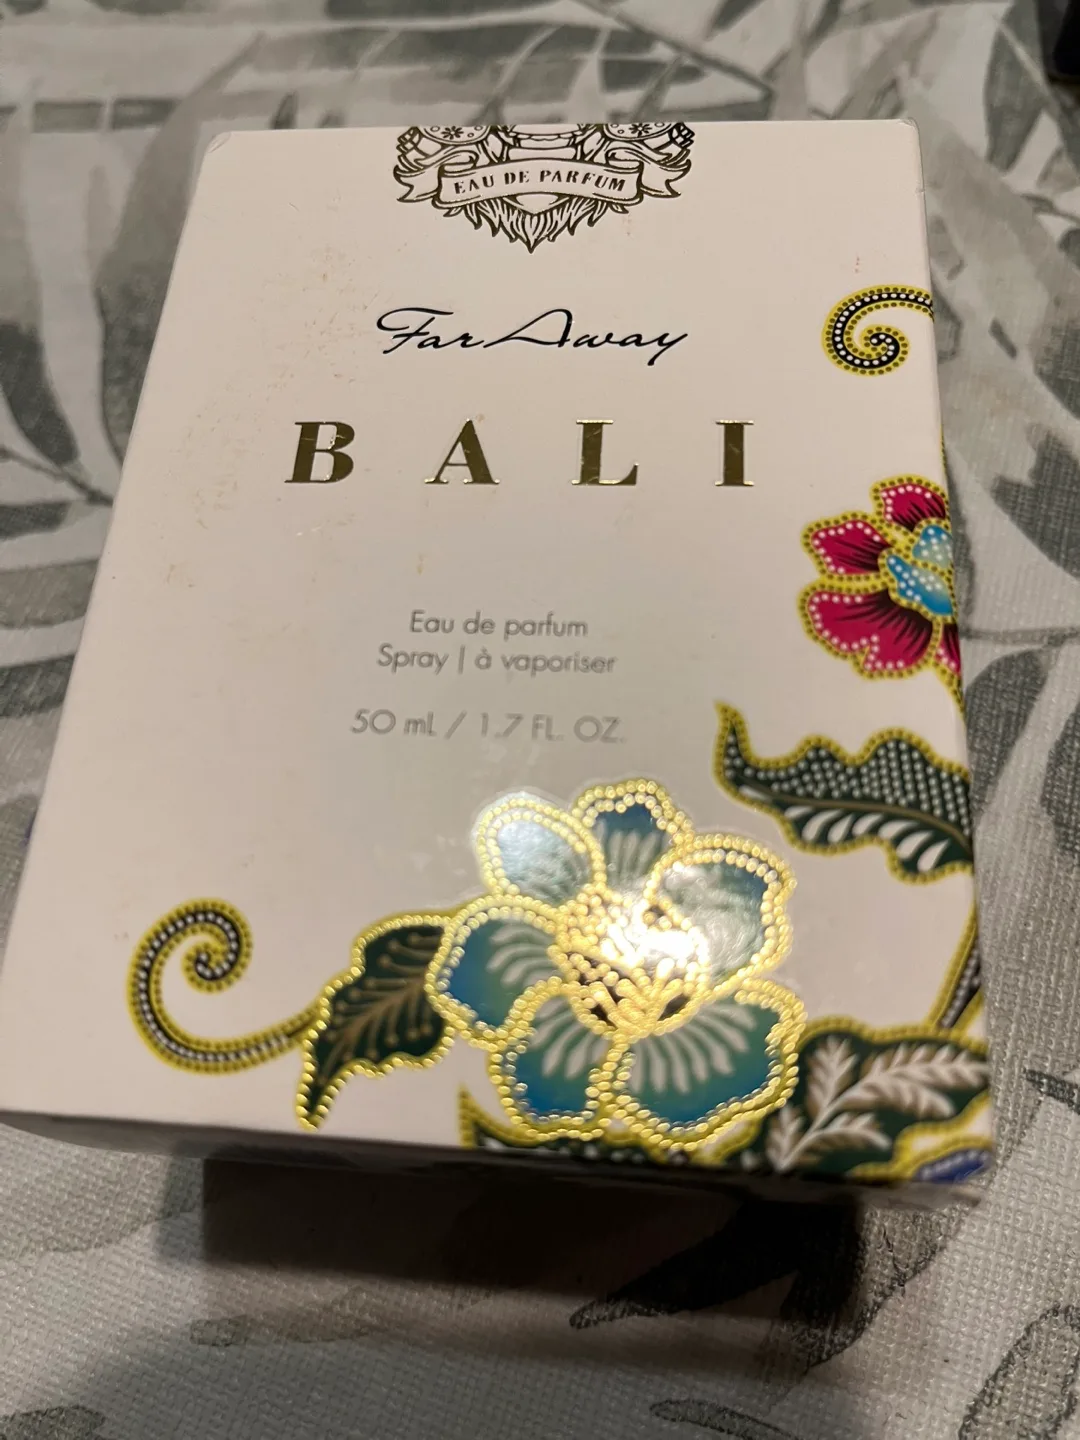 EAU DE PARFUM
Far Away
BALI
Eau de parfum
Spray | à vaporiser
50 ml / 1.7 FL. OZ.